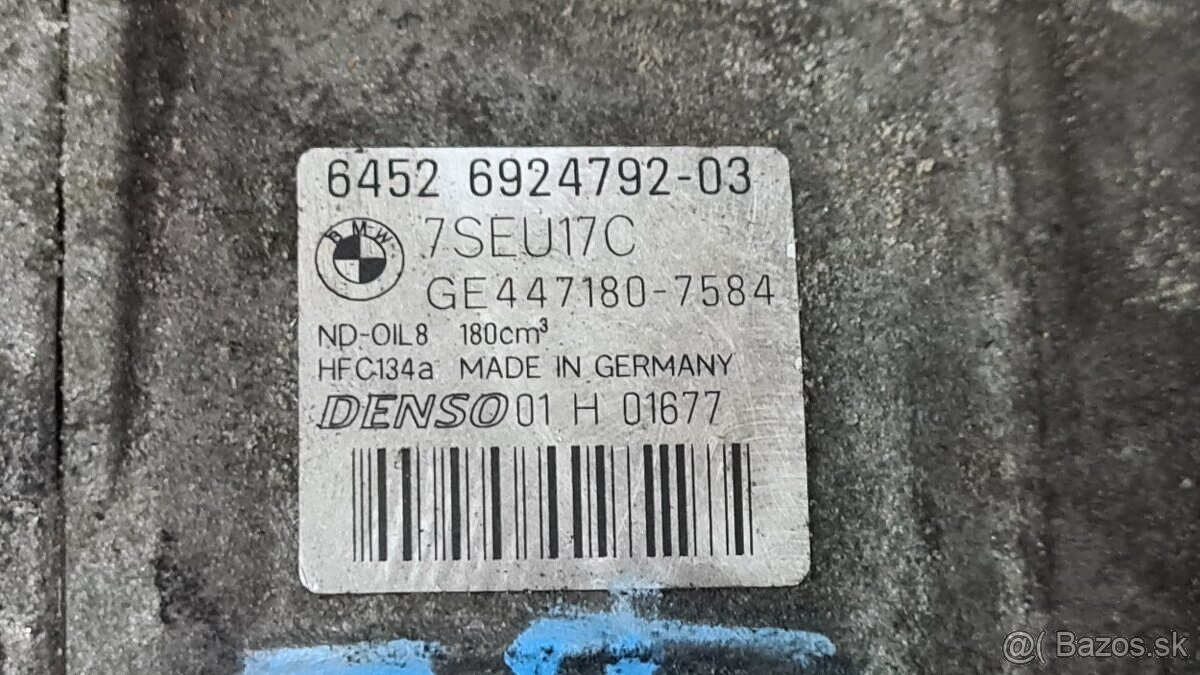 6452 6924792-03
BMW
7SEU17C
GE447180-7584
ND-OIL8 180cm³
HFC134a MADE IN GERMANY
DENSO 01 H 01677
@( Bazos.sk